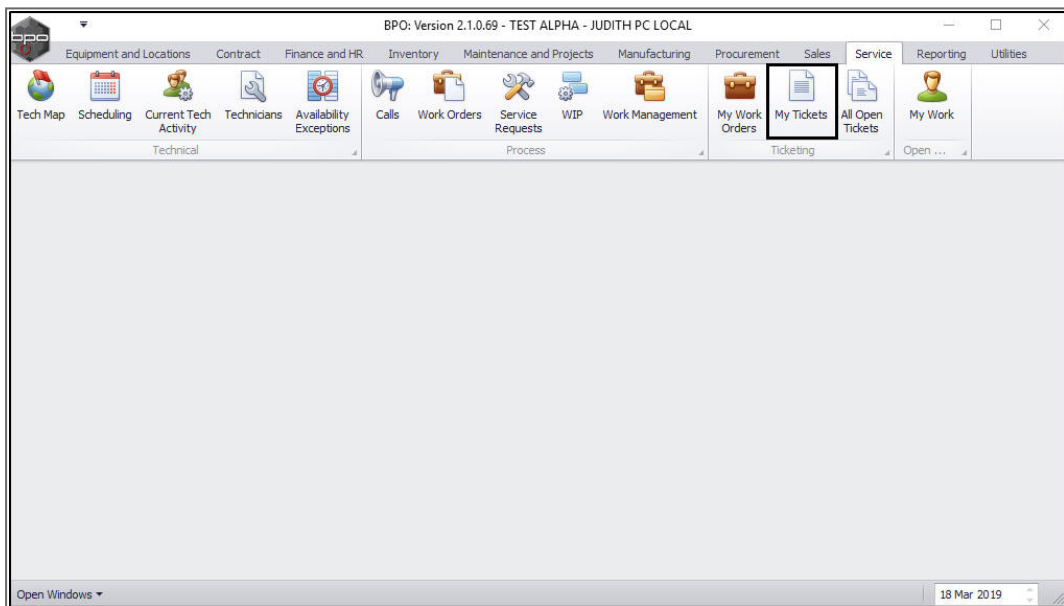 bpo
BPO: Version 2.1.0.69 - TEST ALPHA - JUDITH PC LOCAL
Equipment and Locations Contract Finance and HR Inventory Maintenance and Projects Manufacturing Procurement Sales Service Reporting Utilities
Tech Map Scheduling Current Tech Activity Technicians Availability Exceptions Calls Work Orders Service Requests WIP Work Management My Work Orders My Tickets All Open Tickets My Work
Technical Process Ticketing Open ...
Open Windows 18 Mar 2019